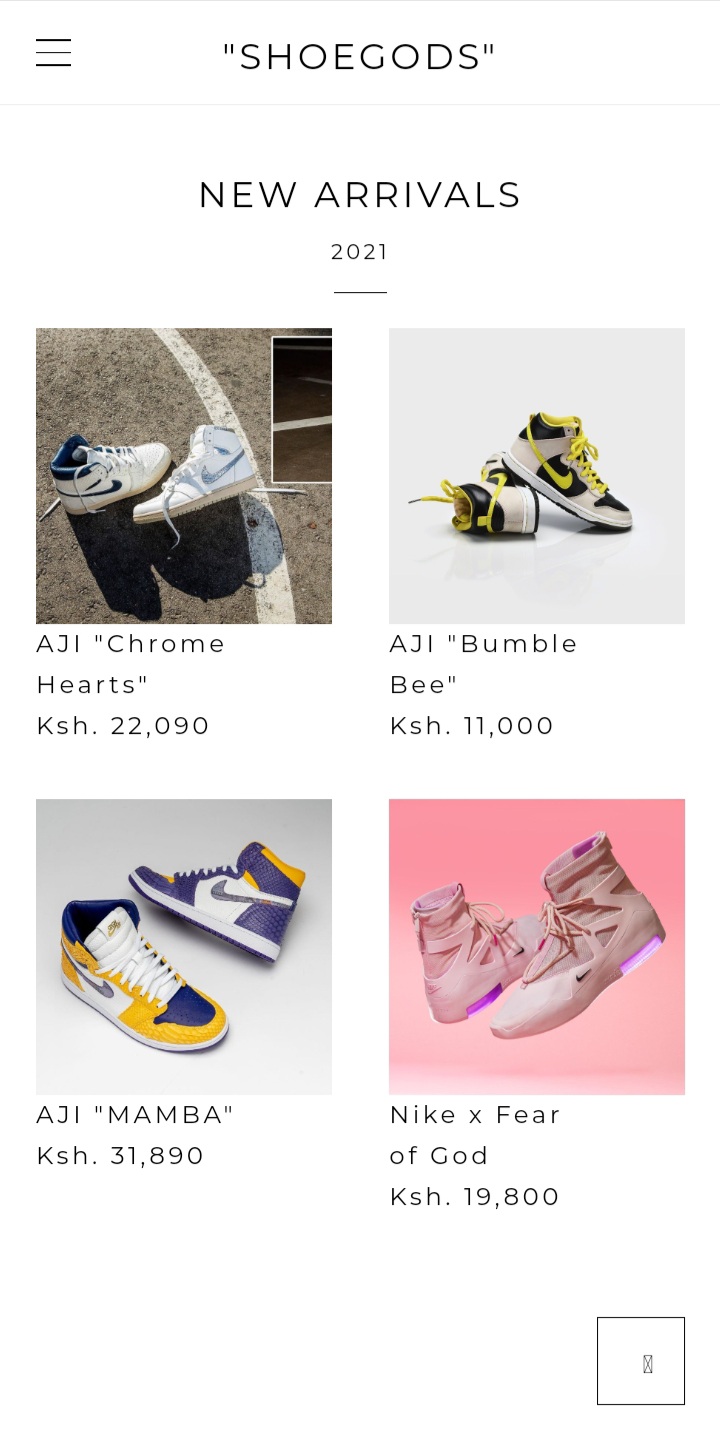 "SHOEGODS"
NEW ARRIVALS
2021
AJI "Chrome
Hearts"
Ksh. 22,090
AJI "Bumble
Bee"
Ksh. 11,000
AJI "MAMBA"
Ksh. 31,890
Nike x Fear
of God
Ksh. 19,800